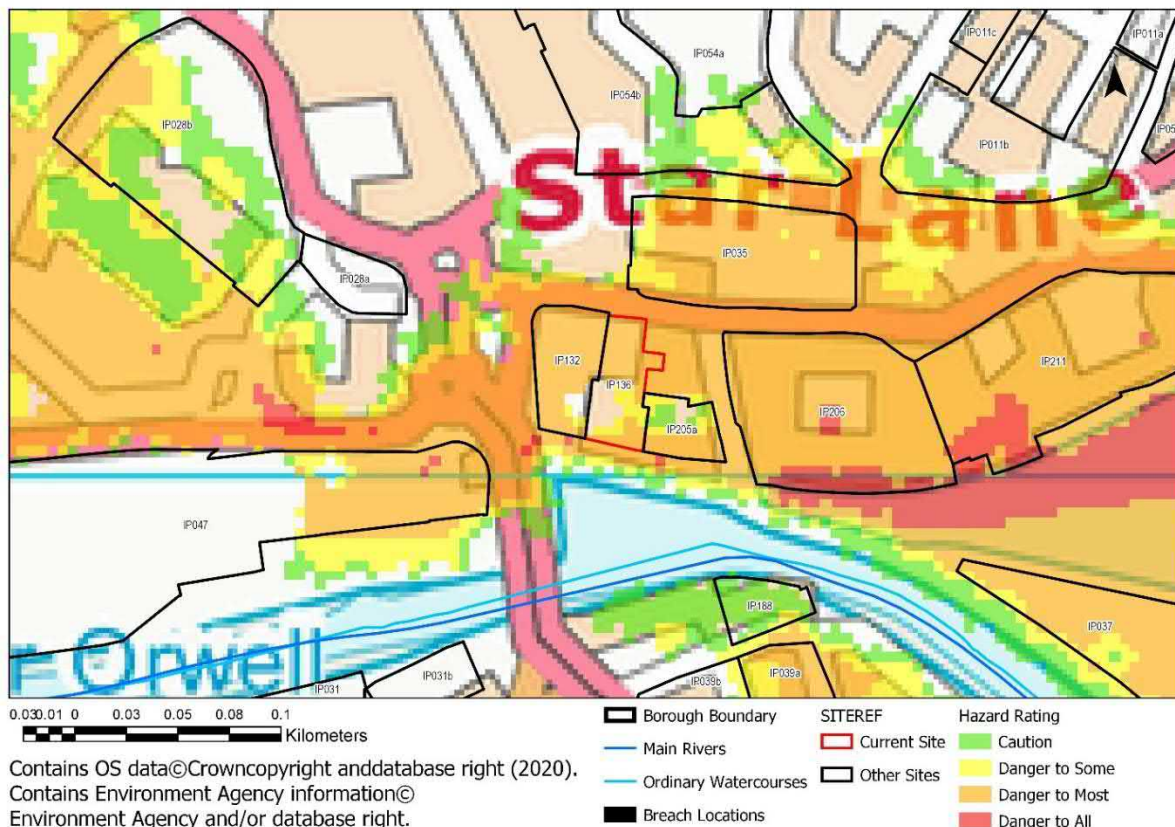 IP011c
IP011a
IP054a
IP054b
IP028b
IP011b
Star Lane
IP035
IP028a
IP132
IP136
IP206
IP211
IP205a
IP047
IP188
IP037
Orwell
IP031
IP031b
IP039b
IP039a
0.03 0.01 0 0.03 0.05 0.08 0.1
Kilometers
Contains OS data©Crowncopyright anddatabase right (2020).
Contains Environment Agency information©
Environment Agency and/or database right.
Borough Boundary
Main Rivers
Ordinary Watercourses
Breach Locations
SITEREF
Current Site
Other Sites
Hazard Rating
Caution
Danger to Some
Danger to Most
Danger to All